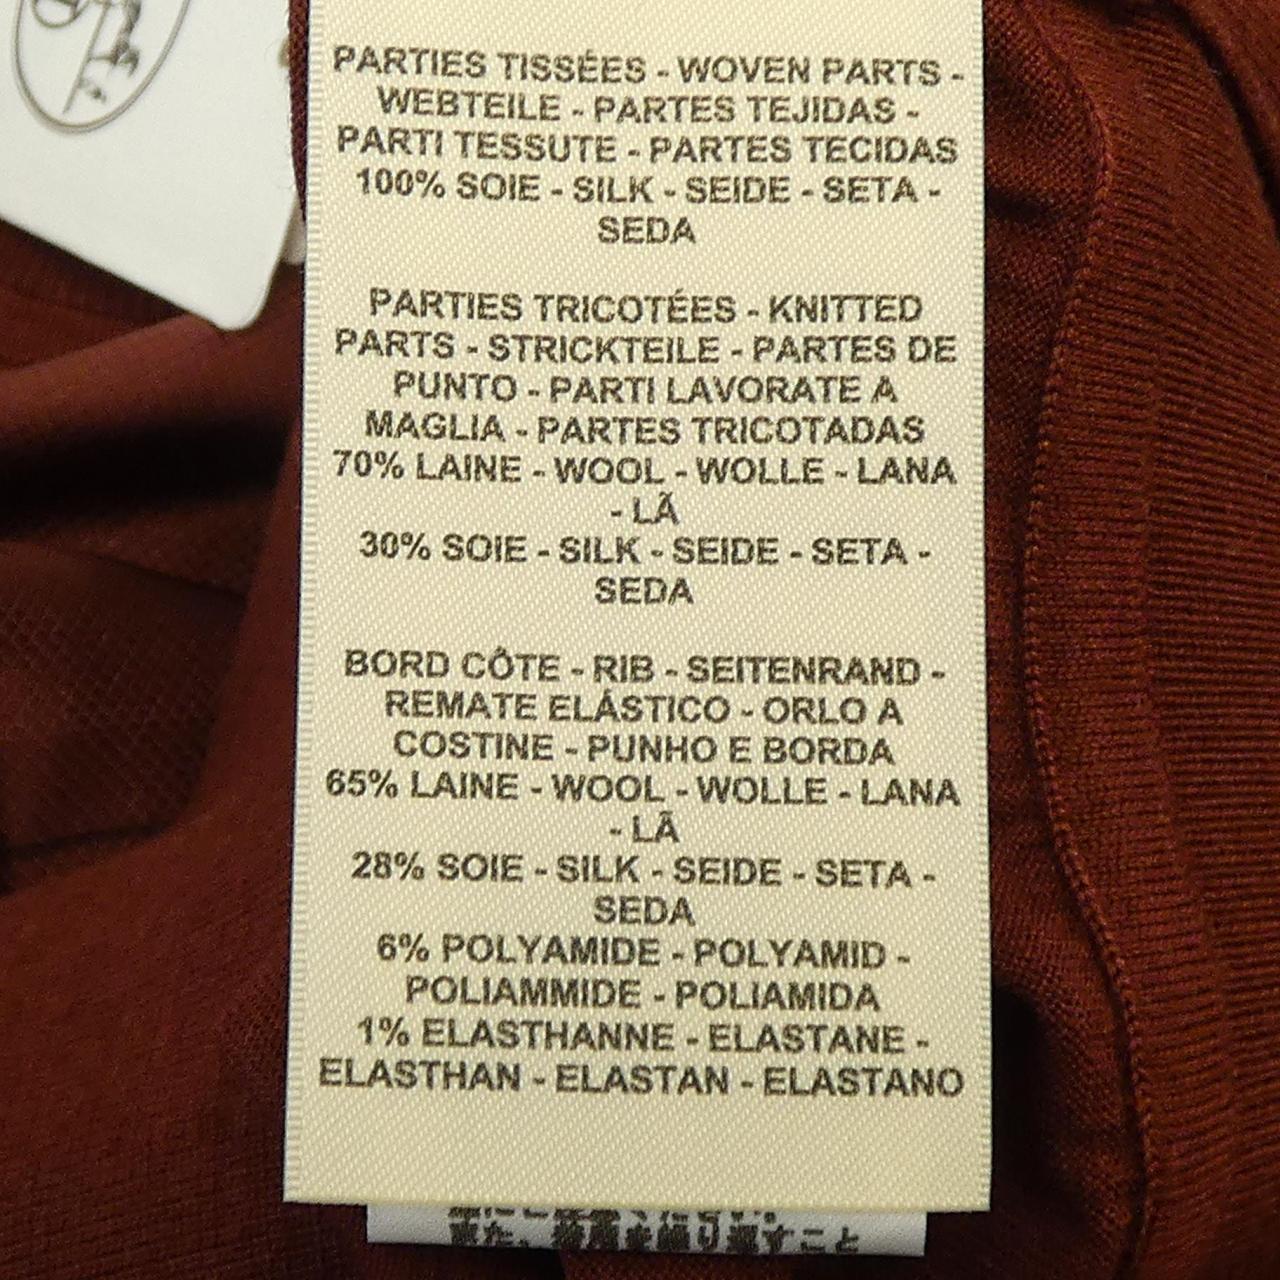 PARTIES TISSÉES - WOVEN PARTS -
WEBTEILE - PARTES TEJIDAS -
PARTI TESSUTE - PARTES TECIDAS
100% SOIE - SILK - SEIDE - SETA -
SEDA
PARTIES TRICOTÉES - KNITTED
PARTS - STRICKTEILE - PARTES DE
PUNTO - PARTI LAVORATE A
MAGLIA - PARTES TRICOTADAS
70% LAINE - WOOL - WOLLE - LANA
- LÃ
30% SOIE - SILK - SEIDE - SETA -
SEDA
BORD CÔTE - RIB - SEITENRAND -
REMATE ELÁSTICO - ORLO A
COSTINE - PUNHO E BORDA
65% LAINE - WOOL - WOLLE - LANA
- LÃ
28% SOIE - SILK - SEIDE - SETA -
SEDA
6% POLYAMIDE - POLYAMID -
POLIAMMIDE - POLIAMIDA
1% ELASTHANNE - ELASTANE -
ELASTHAN - ELASTAN - ELASTANO